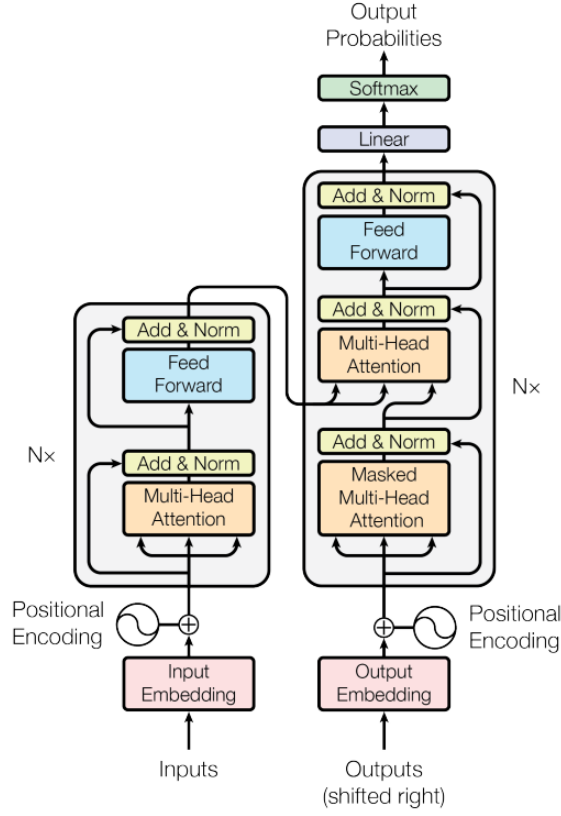 Output
Probabilities
Softmax
Linear
Add & Norm
Feed
Forward
Add & Norm
Multi-Head
Attention
Add & Norm
Masked
Multi-Head
Attention
Nx
Add & Norm
Feed
Forward
Add & Norm
Multi-Head
Attention
N×
Positional
Encoding
Positional
Encoding
Input
Embedding
Output
Embedding
Inputs
Outputs
(shifted right)